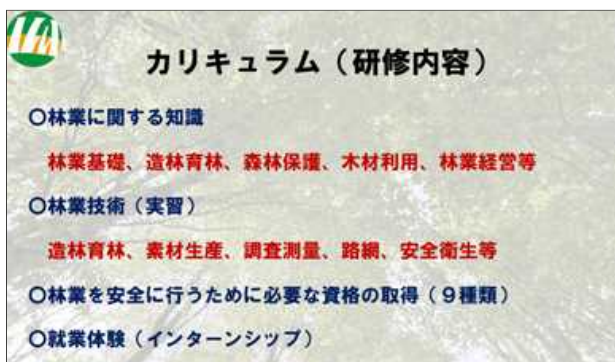 カリキュラム（研修内容）
〇林業に関する知識
林業基礎、造林育林、森林保護、木材利用、林業経営等
〇林業技術（実習）
造林育林、素材生産、調査測量、路網、安全衛生等
〇林業を安全に行うために必要な資格の取得（９種類）
〇就業体験（インターンシップ）